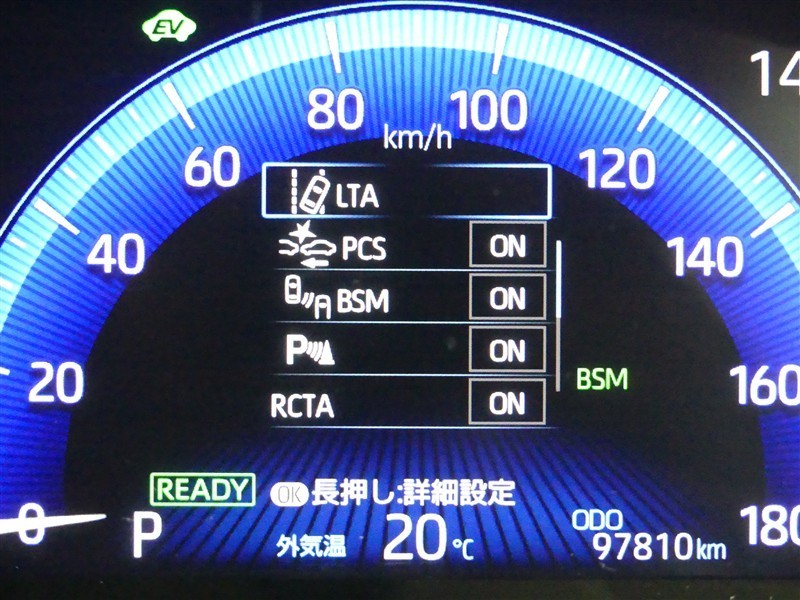 EV
14
80
100
km/h
60
120
LTA
40
PCS ON
140
BSM ON
P ON
20
BSM
160
RCTA ON
READY
OK 長押し:詳細設定
0
P
外気温 20℃
ODO
97810km
180